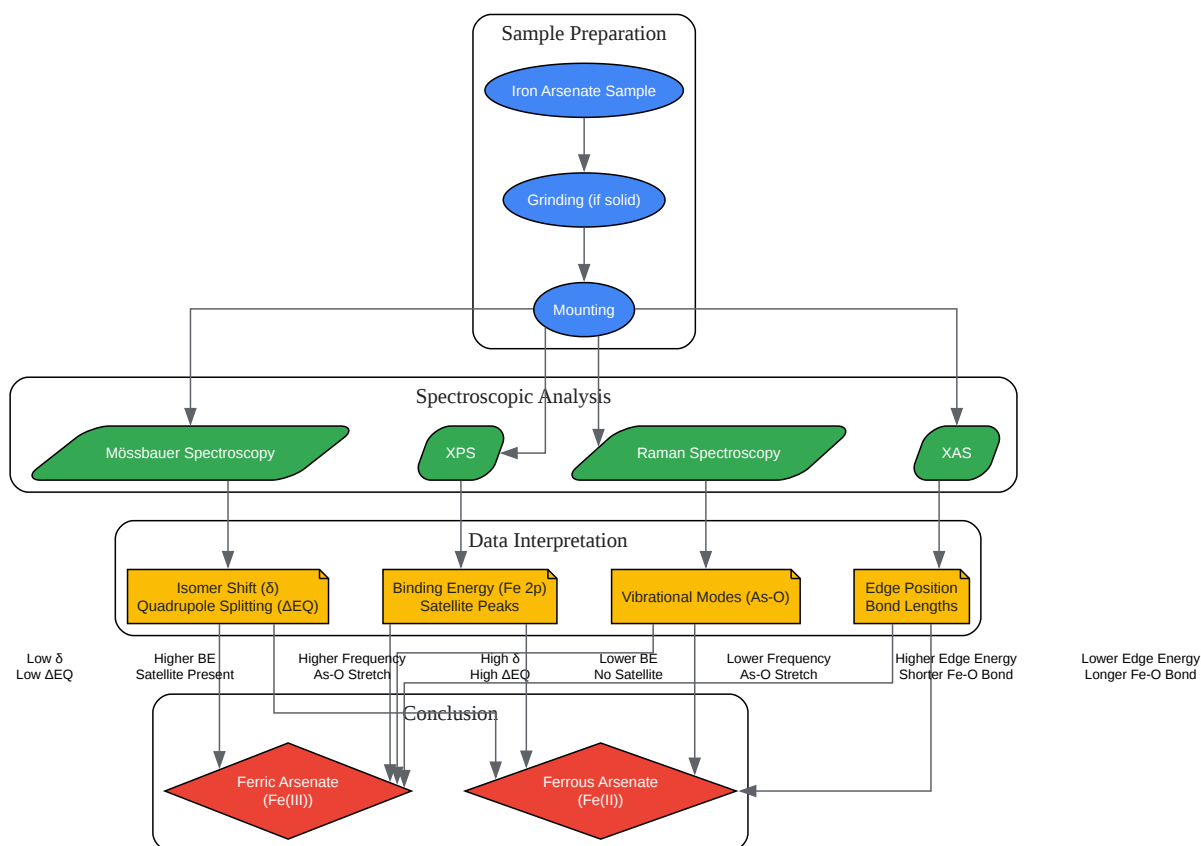 Sample Preparation
Iron Arsenate Sample
Grinding (if solid)
Mounting
Spectroscopic Analysis
Mössbauer Spectroscopy
XPS
Raman Spectroscopy
XAS
Data Interpretation
Isomer Shift (δ)
Quadrupole Splitting (ΔEQ)
Binding Energy (Fe 2p)
Satellite Peaks
Vibrational Modes (As-O)
Edge Position
Bond Lengths
Low δ
Low ΔEQ
Higher BE
Satellite Present
Higher Frequency
As-O Stretch
High δ
High ΔEQ
Lower BE
No Satellite
Lower Frequency
As-O Stretch
Higher Edge Energy
Shorter Fe-O Bond
Lower Edge Energy
Longer Fe-O Bond
Conclusion
Ferric Arsenate
(Fe(III))
Ferrous Arsenate
(Fe(II))